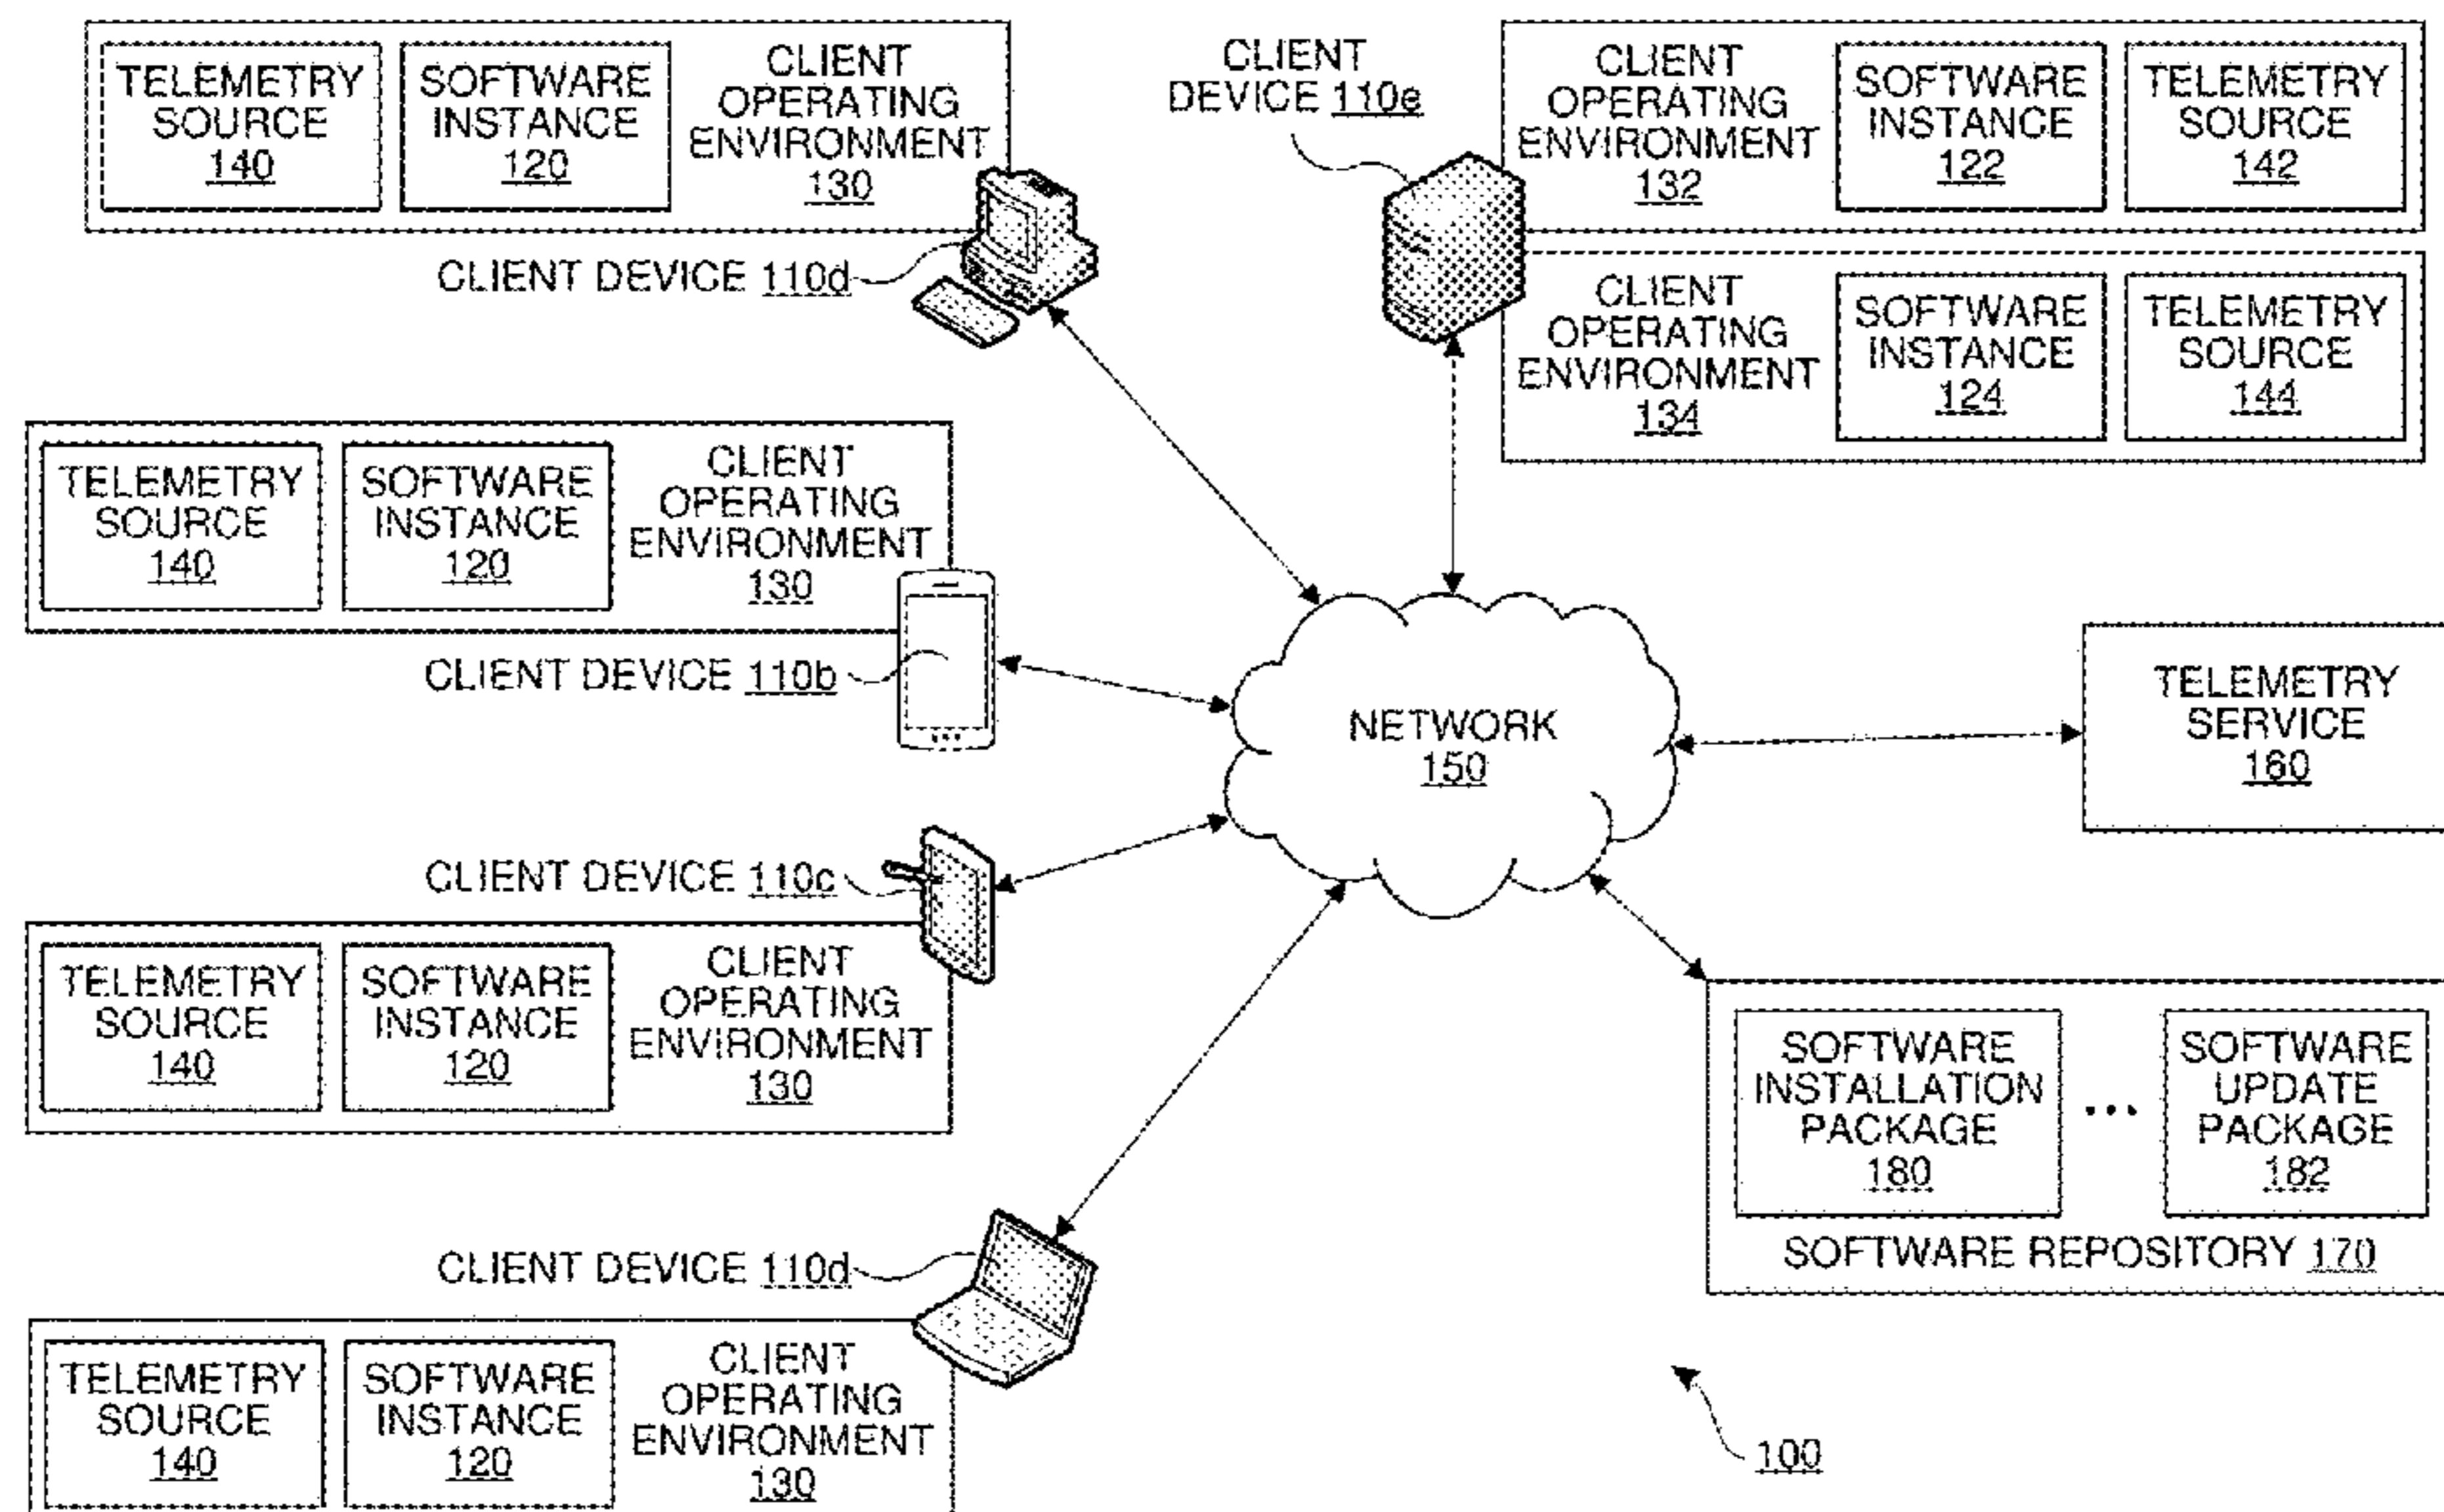 TELEMETRY
SOURCE
140
SOFTWARE
INSTANCE
120
CLIENT
OPERATING
ENVIRONMENT
130
CLIENT DEVICE 110d
CLIENT
DEVICE 110e
CLIENT
OPERATING
ENVIRONMENT
132
SOFTWARE
INSTANCE
122
TELEMETRY
SOURCE
142
CLIENT
OPERATING
ENVIRONMENT
134
SOFTWARE
INSTANCE
124
TELEMETRY
SOURCE
144
TELEMETRY
SOURCE
140
SOFTWARE
INSTANCE
120
CLIENT
OPERATING
ENVIRONMENT
130
CLIENT DEVICE 110b
NETWORK
150
TELEMETRY
SERVICE
160
CLIENT DEVICE 110c
TELEMETRY
SOURCE
140
SOFTWARE
INSTANCE
120
CLIENT
OPERATING
ENVIRONMENT
130
SOFTWARE
INSTALLATION
PACKAGE
180
...
SOFTWARE
UPDATE
PACKAGE
182
SOFTWARE REPOSITORY 170
CLIENT DEVICE 110d
TELEMETRY
SOURCE
140
SOFTWARE
INSTANCE
120
CLIENT
OPERATING
ENVIRONMENT
130
100